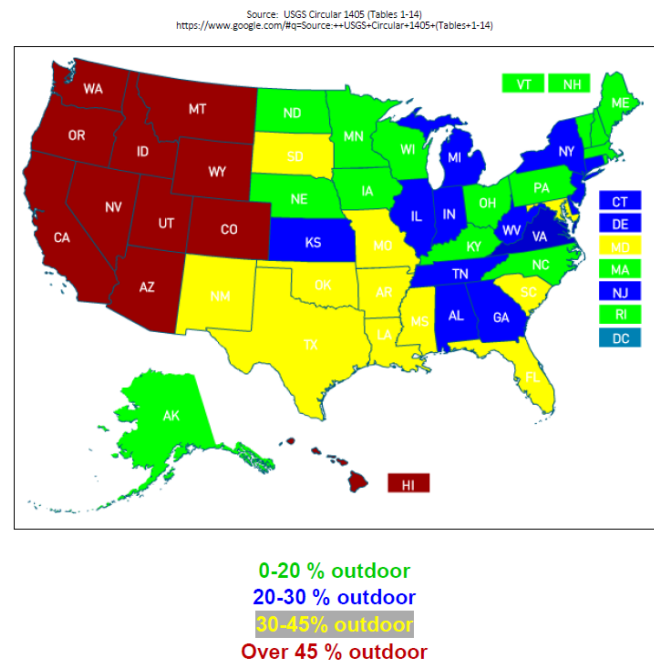 Source: USGS Circular 1405 (Tables 1-14)
https://www.google.com/#q=Source:++USGS+Circular+1405+(Tables+1-14)
VT NH
WA MT ND ME
OR MN
ID SD WI MI NY
WY
IA PA
NE OH
NV IL IN CT
UT CO WV DE
CA KS MO VA MD
KY
NC MA
AZ OK TN NJ
NM AR SC
MS AL GA RI
LA DC
TX
FL
AK
HI
0-20 % outdoor
20-30 % outdoor
30-45% outdoor
Over 45 % outdoor